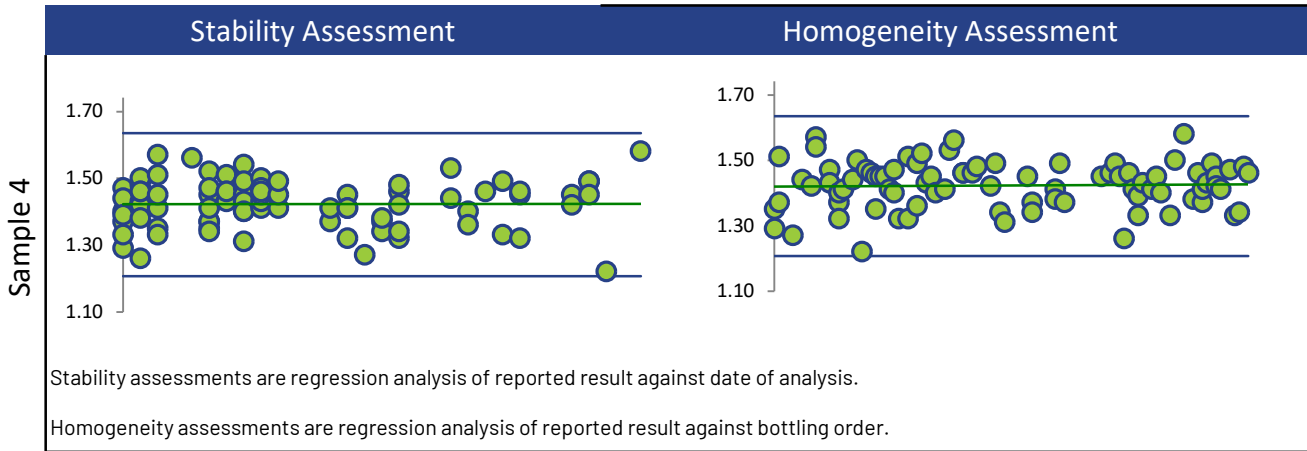 Stability Assessment
Homogeneity Assessment
Sample 4
1.70
1.50
1.30
1.10
1.70
1.50
1.30
1.10
Stability assessments are regression analysis of reported result against date of analysis.
Homogeneity assessments are regression analysis of reported result against bottling order.